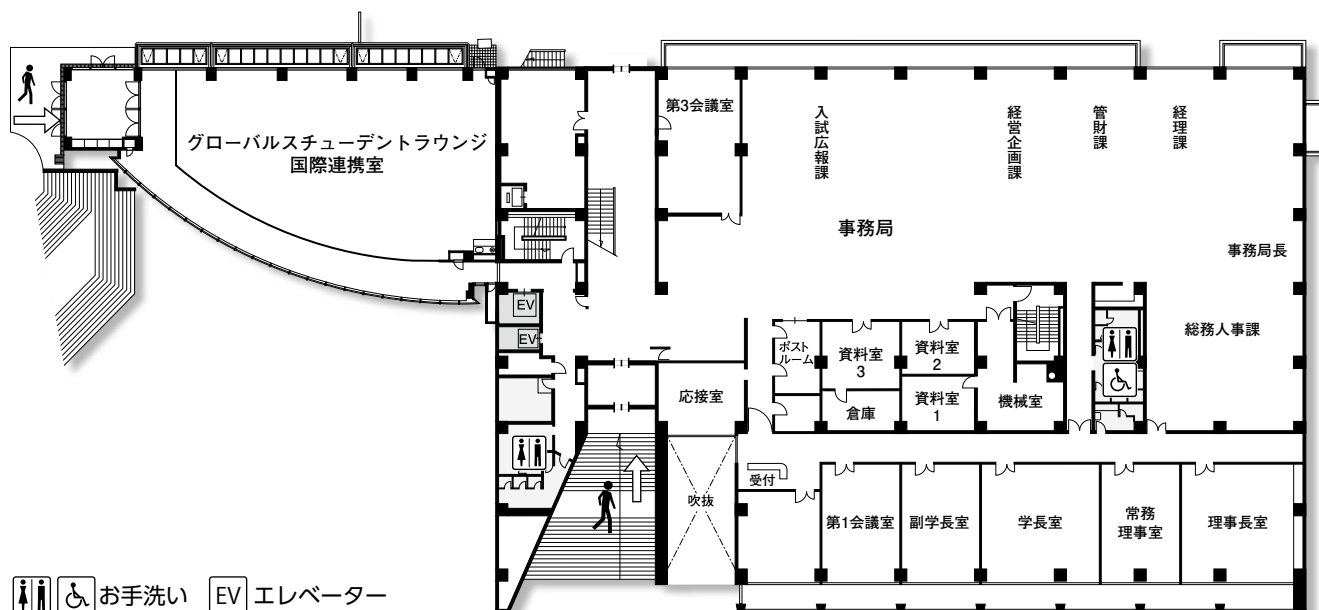 第3会議室
入試広報課
経営企画課
管財課
経理課
グローバルスチューデントラウンジ
国際連携室
事務局
事務局長
EV
EV
総務人事課
ポスト
ルーム
資料室
3
資料室
2
応接室
倉庫
資料室
1
機械室
受付
吹抜
第1会議室
副学長室
学長室
常務
理事室
理事長室
お手洗い
EV エレベーター